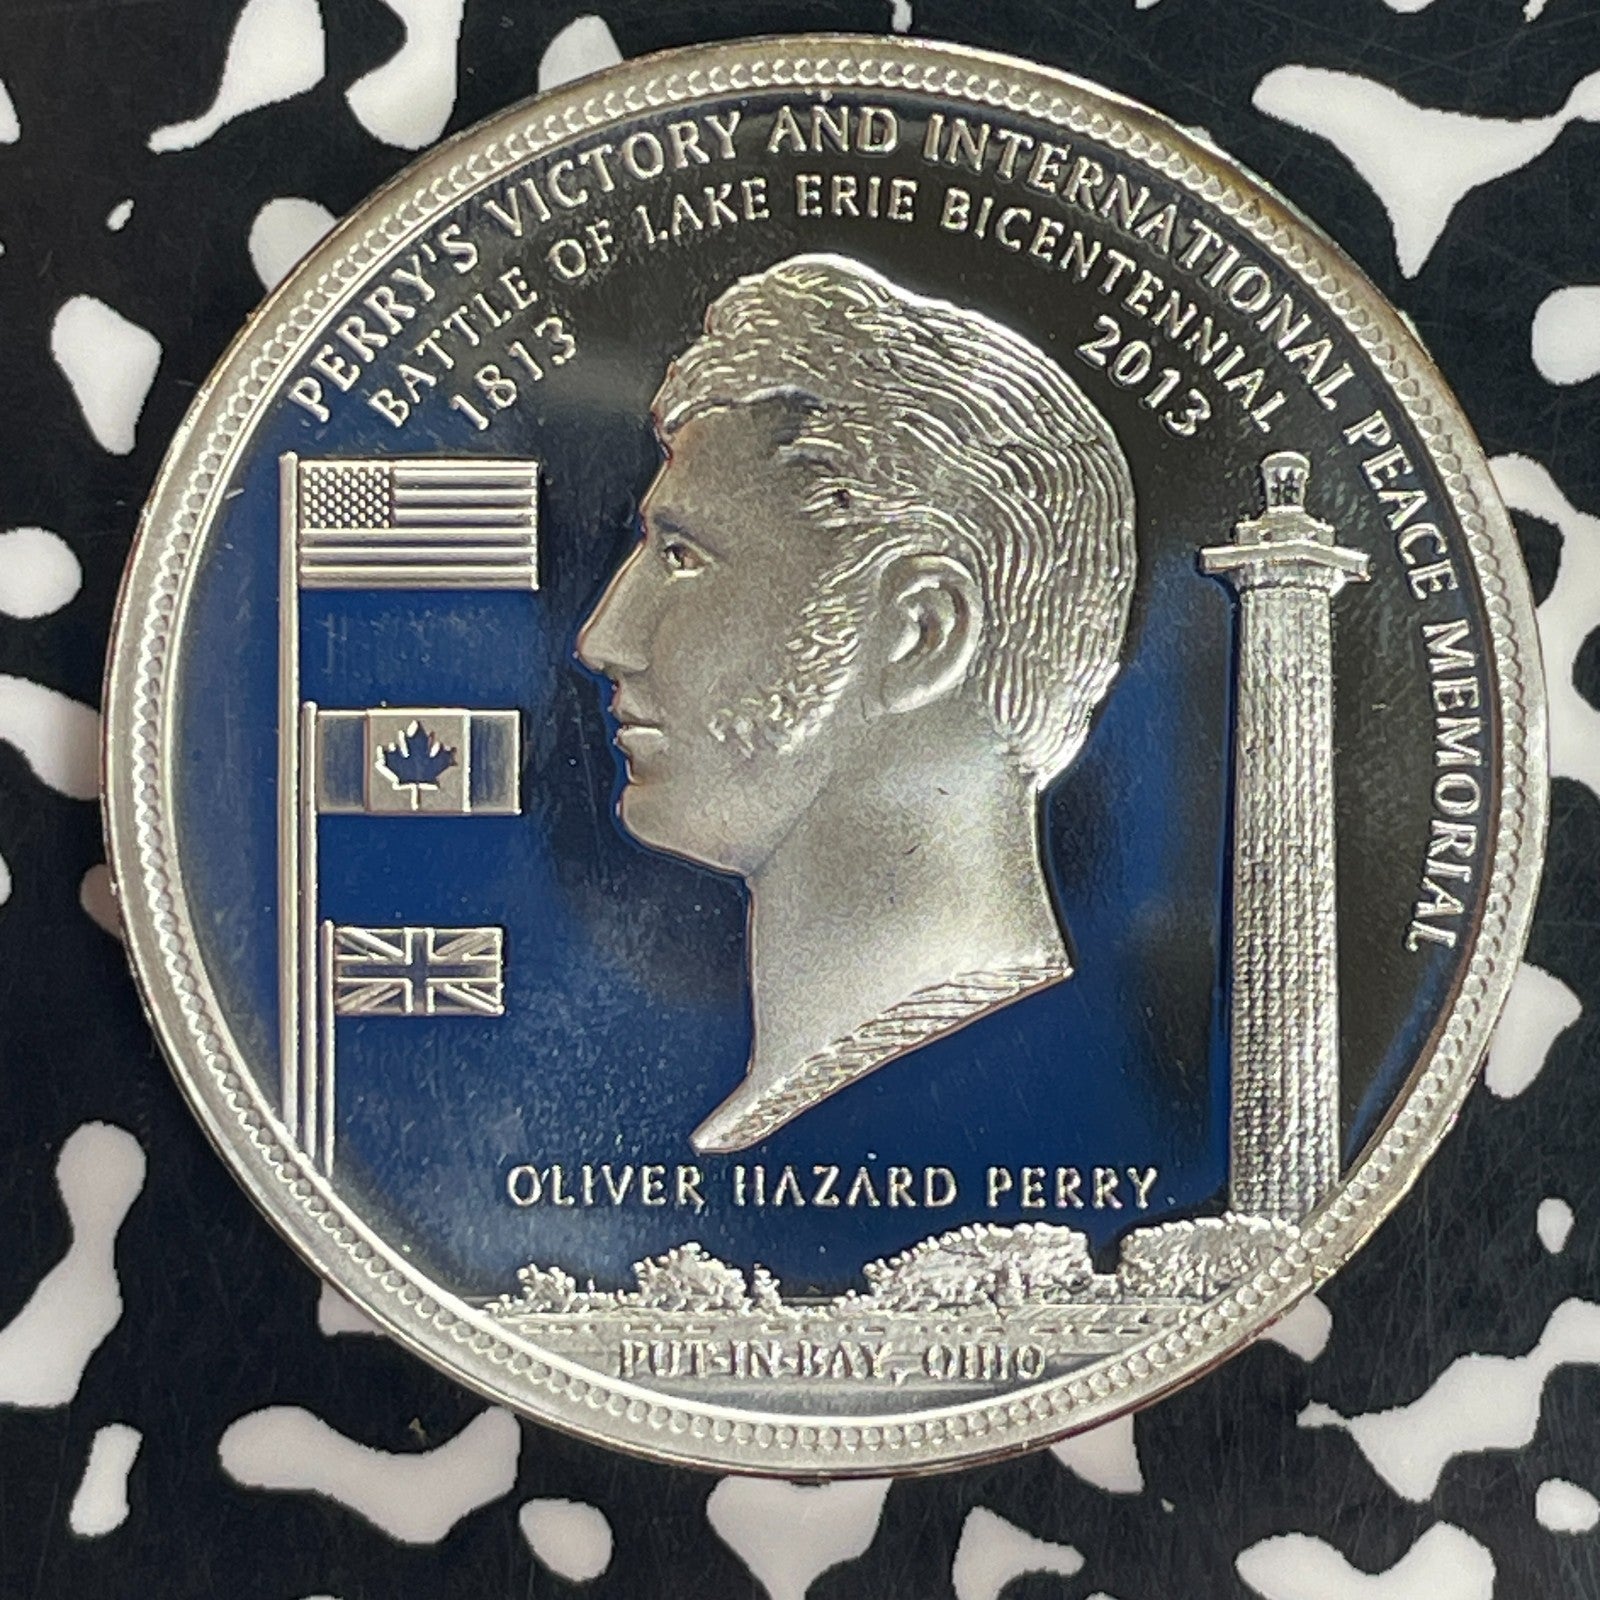 PERRY'S VICTORY AND INTERNATIONAL PEACE MEMORIAL
BATTLE OF LAKE ERIE BICENTENNIAL
1813 2013
OLIVER HAZARD PERRY
PUT-IN-BAY, OHIO